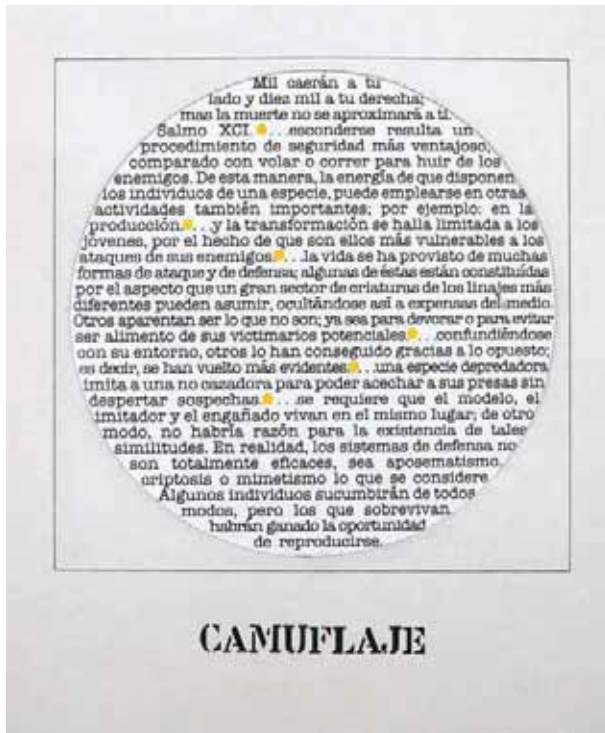 Mil caerán a tu
lado y diez mil a tu derecha;
mas la muerte no se aproximará a ti.
Salmo XCI. . . .esconderse resulta un
procedimiento de seguridad más ventajoso,
comparado con volar o correr para huir de los
enemigos. De esta manera, la energía de que disponen
los individuos de una especie, puede emplearse en otras
actividades también importantes; por ejemplo: en la
producción. . . .y la transformación se halla limitada a los
jóvenes, por el hecho de que son ellos más vulnerables a los
ataques de sus enemigos. . . .la vida se ha provisto de muchas
formas de ataque y de defensa; algunas de éstas están constituídas
por el aspecto que un gran sector de criaturas de los linajes más
diferentes pueden asumir, ocultándose así a expensas del medio.
Otros aparentan ser lo que no son; ya sea para devorar o para evitar
ser alimento de sus victimarios potenciales. . . .confundiéndose
con su entorno, otros lo han conseguido gracias a lo opuesto;
es decir, se han vuelto más evidentes. . . .una especie depredadora
imita a una no cazadora para poder acechar a sus presas sin
despertar sospechas. . . .se requiere que el modelo, el
imitador y el engañado vivan en el mismo lugar; de otro
modo, no habría razón para la existencia de tales
similitudes. En realidad, los sistemas de defensa no
son totalmente eficaces, sea aposematismo,
criptosis o mimetismo lo que se considere.
Algunos individuos sucumbirán de todos
modos, pero los que sobrevivan
habrán ganado la oportunidad
de reproducirse.
CAMUFLAJE